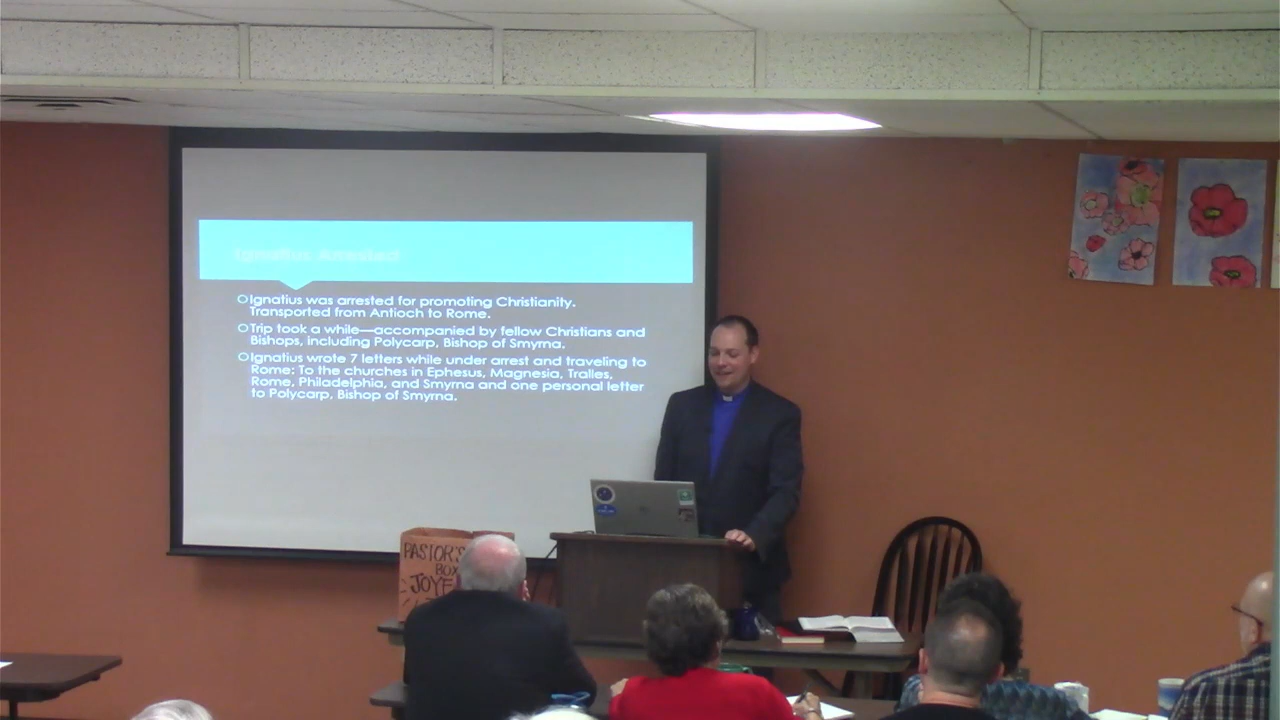 Ignatius Arrested
Ignatius was arrested for promoting Christianity.
Transported from Antioch to Rome.
Trip took a while—accompanied by fellow Christians and
Bishops, including Polycarp, Bishop of Smyrna.
Ignatius wrote 7 letters while under arrest and traveling to
Rome: To the churches in Ephesus, Magnesia, Tralles,
Rome, Philadelphia, and Smyrna and one personal letter
to Polycarp, Bishop of Smyrna.
PASTOR'S
BOX